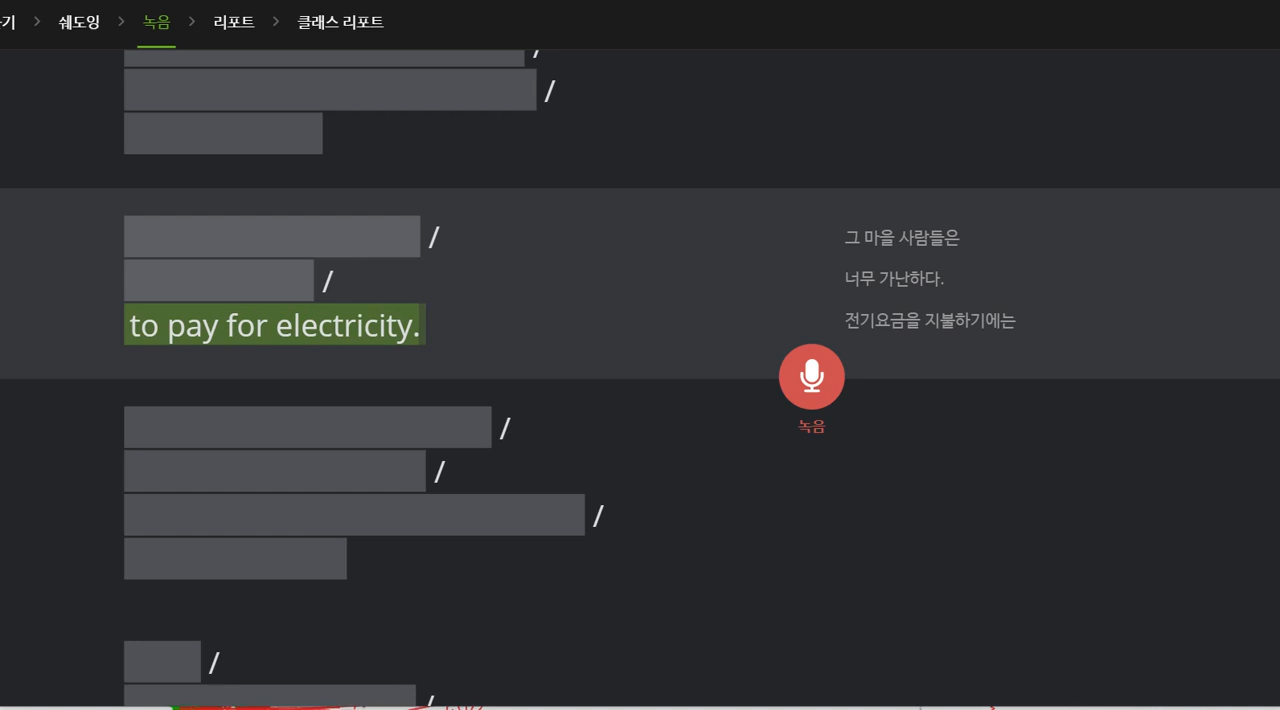 기 > 쉐도잉 > 녹음 > 리포트 > 클래스 리포트
/
/
/
그 마을 사람들은
/
너무 가난하다.
to pay for electricity.
전기요금을 지불하기에는
녹음
/
/
/
/
/